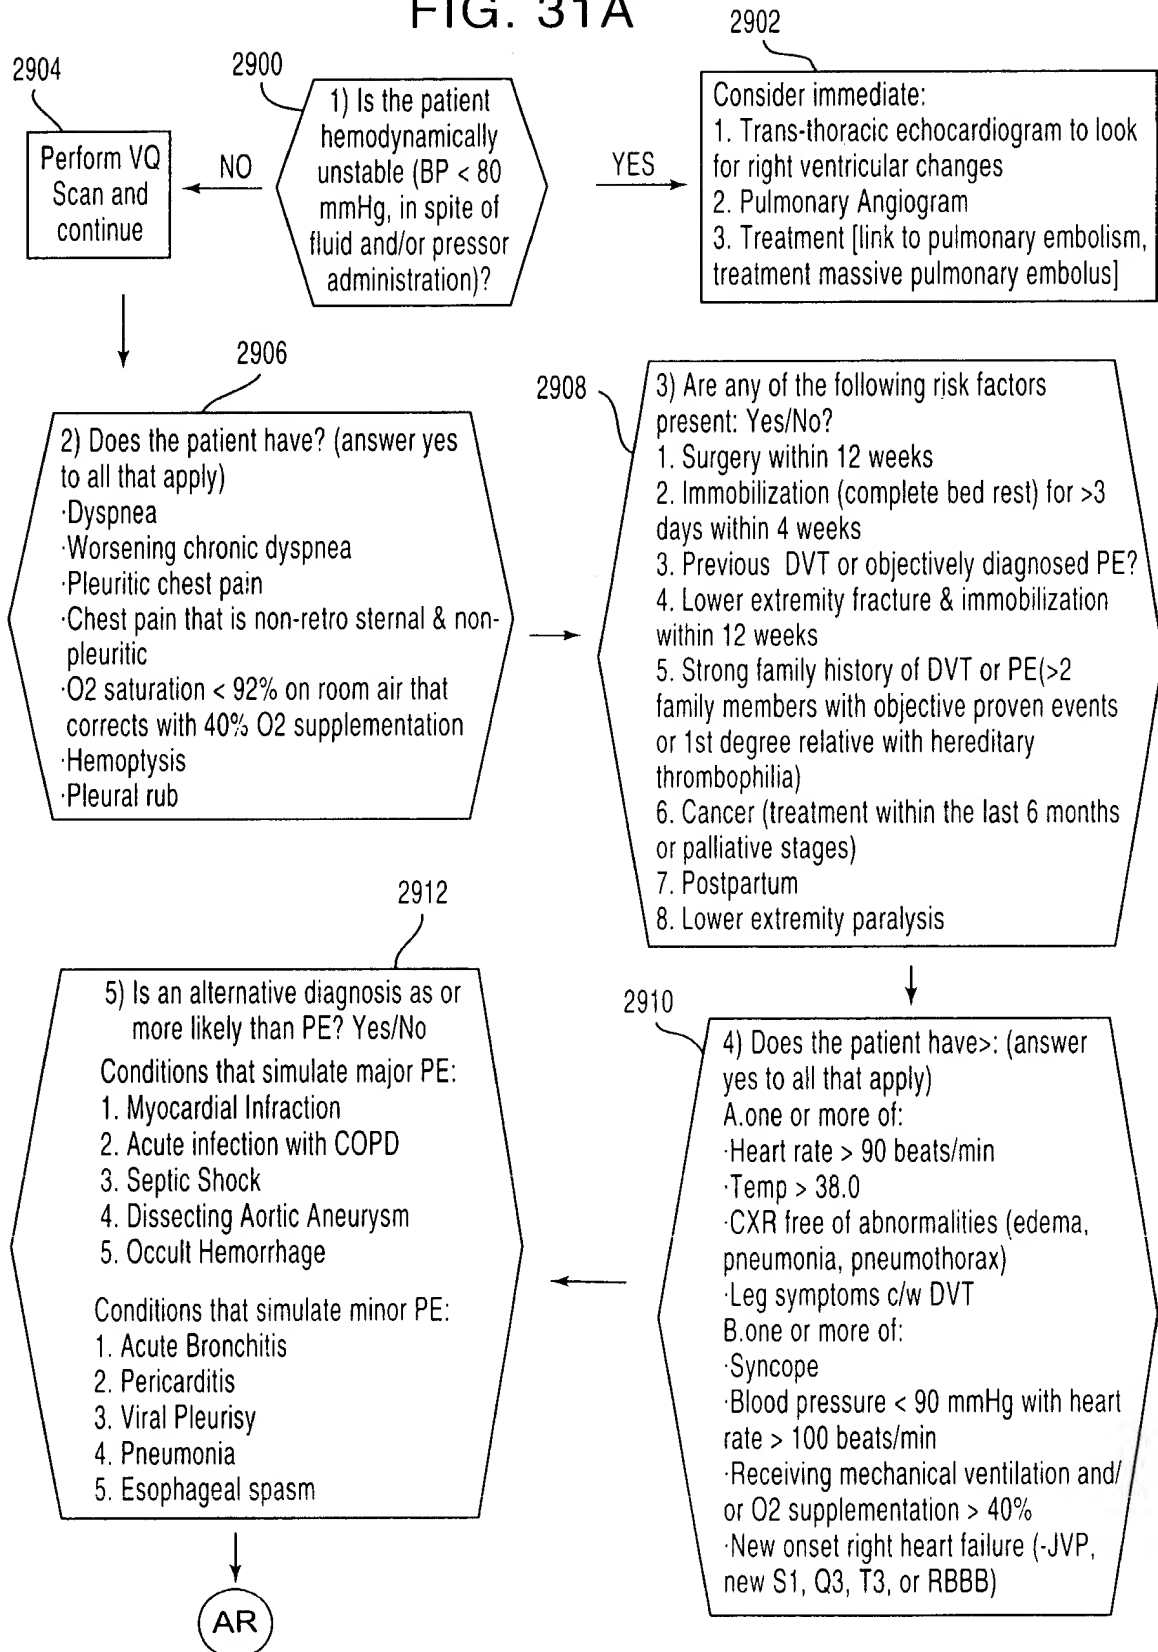 FIG. 31A
2904
Perform VQ
Scan and
continue
NO
2900
1) Is the patient
hemodynamically
unstable (BP < 80
mmHg, in spite of
fluid and/or pressor
administration)?
YES
2902
Consider immediate:
1. Trans-thoracic echocardiogram to look
for right ventricular changes
2. Pulmonary Angiogram
3. Treatment [link to pulmonary embolism,
treatment massive pulmonary embolus]
2906
2) Does the patient have? (answer yes
to all that apply)
·Dyspnea
·Worsening chronic dyspnea
·Pleuritic chest pain
·Chest pain that is non-retro sternal & non-
pleuritic
·O2 saturation < 92% on room air that
corrects with 40% O2 supplementation
·Hemoptysis
·Pleural rub
2908
3) Are any of the following risk factors
present: Yes/No?
1. Surgery within 12 weeks
2. Immobilization (complete bed rest) for >3
days within 4 weeks
3. Previous DVT or objectively diagnosed PE?
4. Lower extremity fracture & immobilization
within 12 weeks
5. Strong family history of DVT or PE(>2
family members with objective proven events
or 1st degree relative with hereditary
thrombophilia)
6. Cancer (treatment within the last 6 months
or palliative stages)
7. Postpartum
8. Lower extremity paralysis
2910
4) Does the patient have>: (answer
yes to all that apply)
A.one or more of:
·Heart rate > 90 beats/min
·Temp > 38.0
·CXR free of abnormalities (edema,
pneumonia, pneumothorax)
·Leg symptoms c/w DVT
B.one or more of:
·Syncope
·Blood pressure < 90 mmHg with heart
rate > 100 beats/min
·Receiving mechanical ventilation and/
or O2 supplementation > 40%
·New onset right heart failure (-JVP,
new S1, Q3, T3, or RBBB)
2912
5) Is an alternative diagnosis as or
more likely than PE? Yes/No
Conditions that simulate major PE:
1. Myocardial Infraction
2. Acute infection with COPD
3. Septic Shock
4. Dissecting Aortic Aneurysm
5. Occult Hemorrhage
Conditions that simulate minor PE:
1. Acute Bronchitis
2. Pericarditis
3. Viral Pleurisy
4. Pneumonia
5. Esophageal spasm
AR